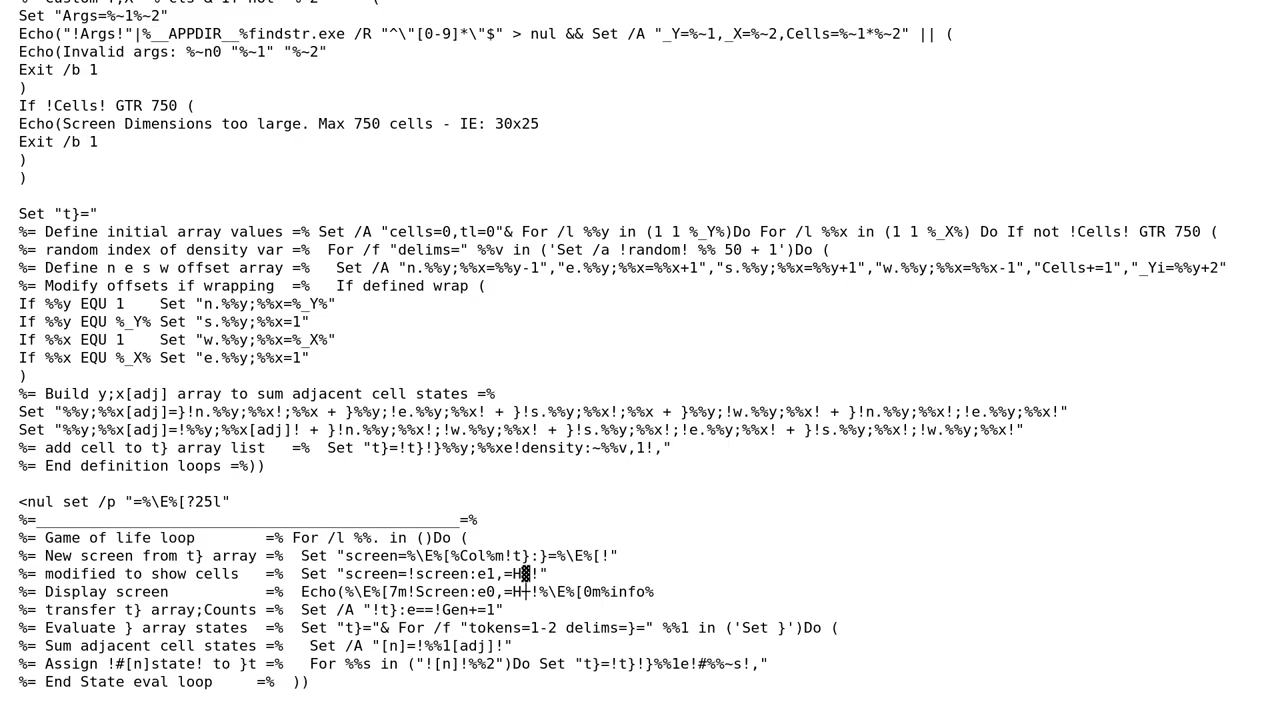 Set "Args=%~1%~2"
Echo("!Args!"|%__APPDIR__%findstr.exe /R "^\"[0-9]*\"$" > nul && Set /A "_Y=%~1,_X=%~2,Cells=%~1*%~2" || (
Echo(Invalid args: %~n0 "%~1" "%~2"
Exit /b 1
)
If !Cells! GTR 750 (
Echo(Screen Dimensions too large. Max 750 cells - IE: 30x25
Exit /b 1
)
)
Set "t}="
%= Define initial array values =% Set /A "cells=0,tl=0"& For /l %%y in (1 1 %_Y%)Do For /l %%x in (1 1 %_X%) Do If not !Cells! GTR 750 (
%= random index of density var =%  For /f "delims=" %%v in ('Set /a !random! %% 50 + 1')Do (
%= Define n e s w offset array =%   Set /A "n.%%y;%%x=%%y-1","e.%%y;%%x=%%x+1","s.%%y;%%x=%%y+1","w.%%y;%%x=%%x-1","Cells+=1","_Yi=%%y+2"
%= Modify offsets if wrapping  =%   If defined wrap (
If %%y EQU 1    Set "n.%%y;%%x=%_Y%"
If %%y EQU %_Y% Set "s.%%y;%%x=1"
If %%x EQU 1    Set "w.%%y;%%x=%_X%"
If %%x EQU %_X% Set "e.%%y;%%x=1"
)
%= Build y;x[adj] array to sum adjacent cell states =%
Set "%%y;%%x[adj]=}!n.%%y;%%x!;%%x + }%%y;!e.%%y;%%x! + }!s.%%y;%%x!;%%x + }%%y;!w.%%y;%%x! + }!n.%%y;%%x!;!e.%%y;%%x!"
Set "%%y;%%x[adj]=!%%y;%%x[adj]! + }!n.%%y;%%x!;!w.%%y;%%x! + }!s.%%y;%%x!;!e.%%y;%%x! + }!s.%%y;%%x!;!w.%%y;%%x!"
%= add cell to t} array list   =%  Set "t}=!t}!}%%y;%%xe!density:~%%v,1!,"
%= End definition loops =%))
<nul set /p "=%\E%[?25l"
%=________________________________________________=%
%= Game of life loop        =% For /l %%. in ()Do (
%= New screen from t} array =%  Set "screen=%\E%[%Col%m!t}:}=%\E%[!"
%= modified to show cells   =%  Set "screen=!screen:e1,=H▓!"
%= Display screen           =%  Echo(%\E%[7m!Screen:e0,=H┼!%\E%[0m%info%
%= transfer t} array;Counts =%  Set /A "!t}:e==!Gen+=1"
%= Evaluate } array states  =%  Set "t}="& For /f "tokens=1-2 delims=}=" %%1 in ('Set }')Do (
%= Sum adjacent cell states =%   Set /A "[n]=!%%1[adj]!"
%= Assign !#[n]state! to }t =%   For %%s in ("![n]!%%2")Do Set "t}=!t}!}%%1e!#%%~s!,"
%= End State eval loop     =%  ))